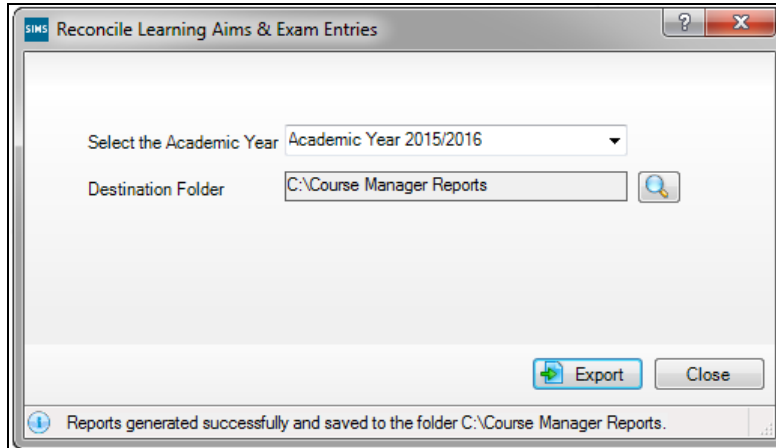 SIMS Reconcile Learning Aims & Exam Entries
?
Select the Academic Year Academic Year 2015/2016
Destination Folder C:\Course Manager Reports
Export Close
Reports generated successfully and saved to the folder C:\Course Manager Reports.